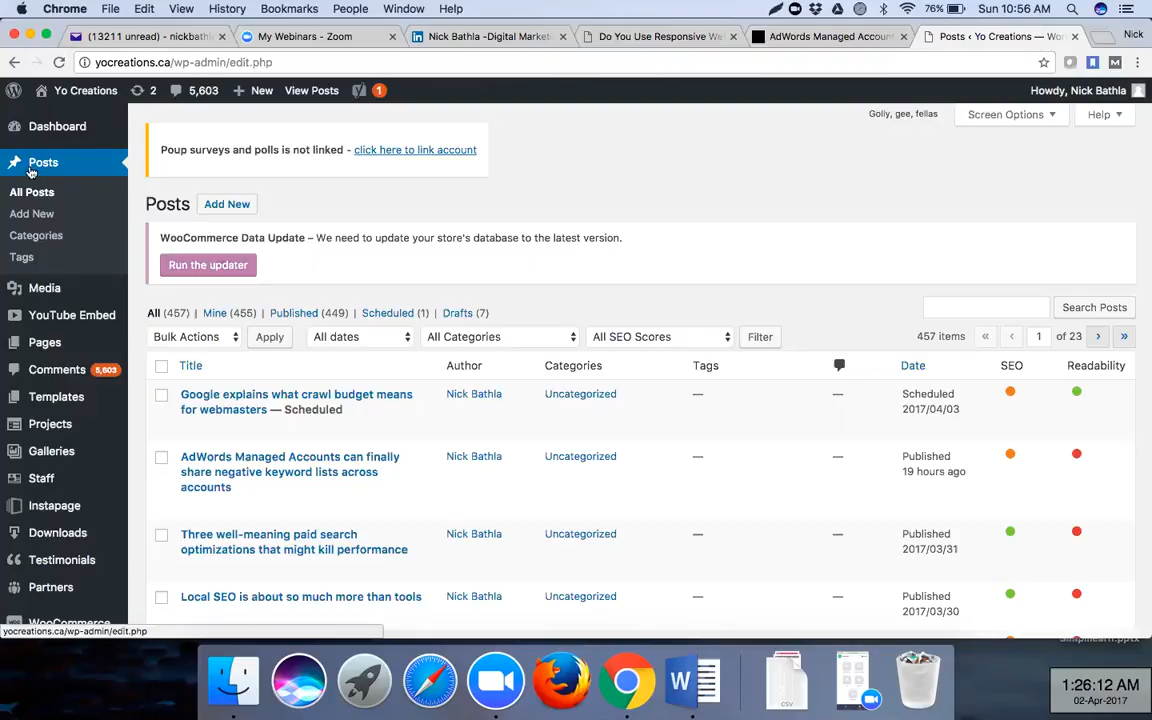 Chrome File Edit View History Bookmarks People Window Help 76% Sun 10:56 AM
(13211 unread) - nickbathl × My Webinars - Zoom × Nick Bathla -Digital Market × Do You Use Responsive We × AdWords Managed Account × Posts ‹ Yo Creations — Wor × Nick
yocreations.ca/wp-admin/edit.php
Yo Creations 2 5,603 New View Posts 1 Howdy, Nick Bathla
Golly, gee, fellas Screen Options ▼ Help ▼
Dashboard
Posts
All Posts
Add New
Categories
Tags
Media
YouTube Embed
Pages
Comments 5,603
Templates
Projects
Galleries
Staff
Instapage
Downloads
Testimonials
Partners
WooCommerce
Poup surveys and polls is not linked - click here to link account
Posts Add New
WooCommerce Data Update – We need to update your store's database to the latest version.
Run the updater
All (457) | Mine (456) | Published (449) | Scheduled (1) | Drafts (7)
Search Posts
Bulk Actions Apply All dates All Categories All SEO Scores Filter 457 items « ‹ 1 of 23 › »
Title Author Categories Tags Date SEO Readability
Google explains what crawl budget means
for webmasters — Scheduled
Nick Bathla Uncategorized — —
Scheduled
2017/04/03
AdWords Managed Accounts can finally
share negative keyword lists across
accounts
Nick Bathla Uncategorized — —
Published
19 hours ago
Three well-meaning paid search
optimizations that might kill performance
Nick Bathla Uncategorized — —
Published
2017/03/31
Local SEO is about so much more than tools
Nick Bathla Uncategorized — —
Published
2017/03/30
yocreations.ca/wp-admin/edit.php
W
CSV
1:26:12 AM
02-Apr-2017